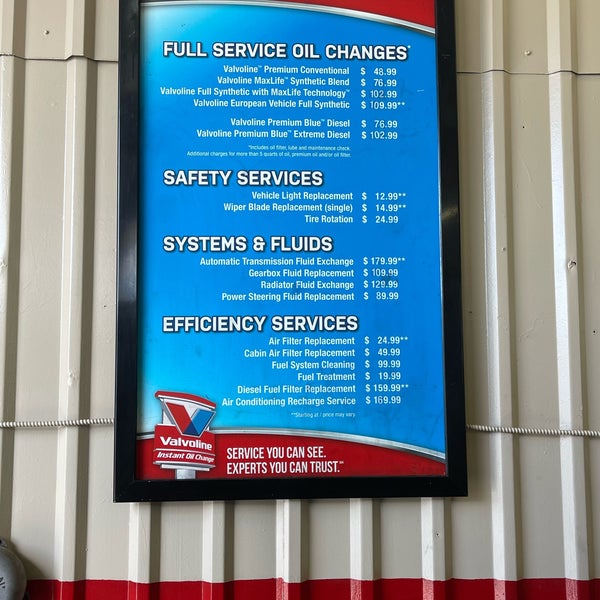 FULL SERVICE OIL CHANGES*
Valvoline™ Premium Conventional $ 48.99
Valvoline MaxLife™ Synthetic Blend $ 76.99
Valvoline Full Synthetic with MaxLife Technology™ $ 102.99
Valvoline European Vehicle Full Synthetic $ 109.99**
Valvoline Premium Blue™ Diesel $ 76.99
Valvoline Premium Blue™ Extreme Diesel $ 102.99
*Includes oil filter, lube and maintenance check.
Additional charges for more than 5 quarts of oil, premium oil and/or oil filter.
SAFETY SERVICES
Vehicle Light Replacement $ 12.99**
Wiper Blade Replacement (single) $ 14.99**
Tire Rotation $ 24.99
SYSTEMS & FLUIDS
Automatic Transmission Fluid Exchange $ 179.99**
Gearbox Fluid Replacement $ 109.99
Radiator Fluid Exchange $ 129.99
Power Steering Fluid Replacement $ 89.99
EFFICIENCY SERVICES
Air Filter Replacement $ 24.99**
Cabin Air Filter Replacement $ 49.99
Fuel System Cleaning $ 99.99
Fuel Treatment $ 19.99
Diesel Fuel Filter Replacement $ 159.99**
Air Conditioning Recharge Service $ 169.99
**Starting at / price may vary
Valvoline
Instant Oil Change
SERVICE YOU CAN SEE.
EXPERTS YOU CAN TRUST.™